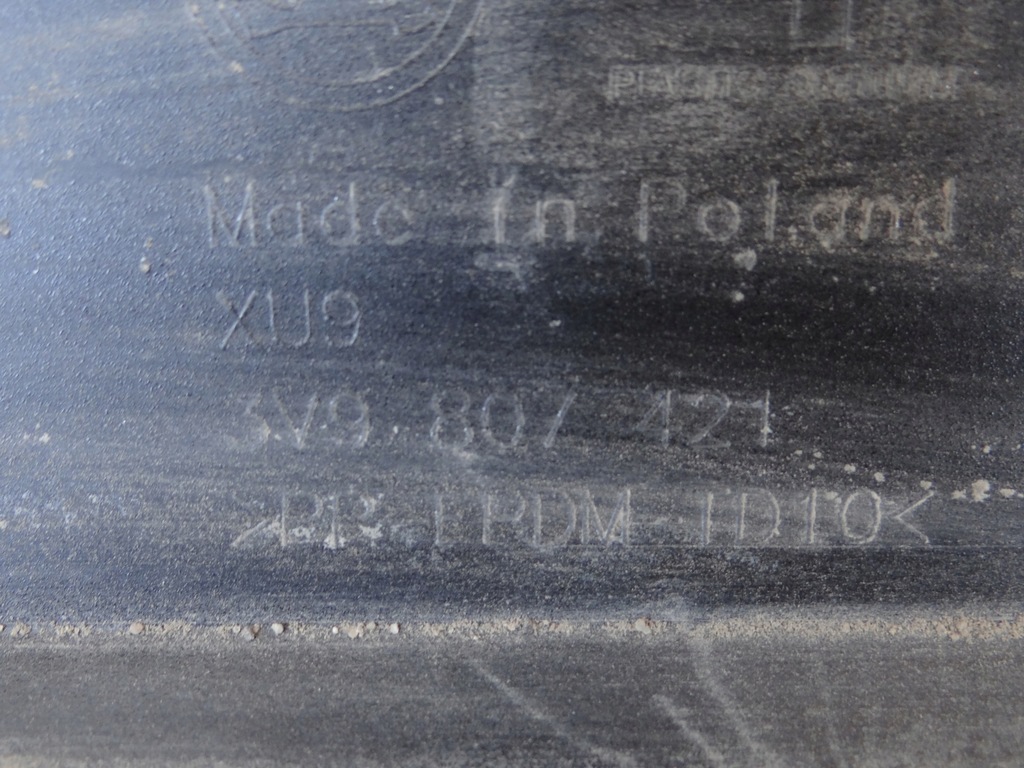 Made in Poland
XU9
3V9 807 421
>PP+EPDM-TD10<